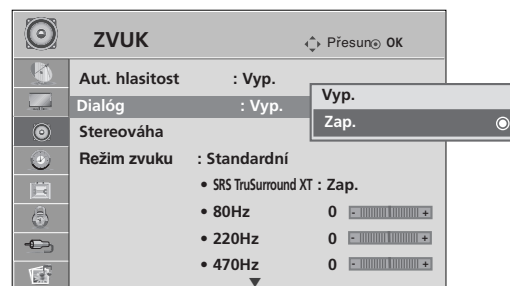 ZVUK
Přesun OK
Aut. hlasitost : Vyp.
Dialóg : Vyp.
Vyp.
Zap.
Stereováha
Režim zvuku : Standardní
• SRS TruSurround XT : Zap.
• 80Hz 0 - +
• 220Hz 0 - +
• 470Hz 0 - +